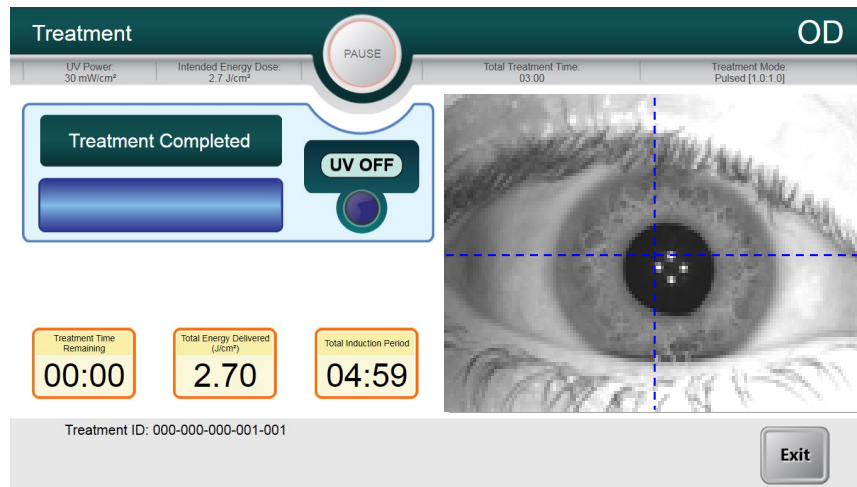 Treatment
OD
PAUSE
UV Power:
30 mW/cm²
Intended Energy Dose:
2.7 J/cm²
Total Treatment Time:
03:00
Treatment Mode:
Pulsed [1.0:1.0]
Treatment Completed
UV OFF
Treatment Time
Remaining
00:00
Total Energy Delivered
(J/cm²)
2.70
Total Induction Period
04:59
Treatment ID: 000-000-000-001-001
Exit